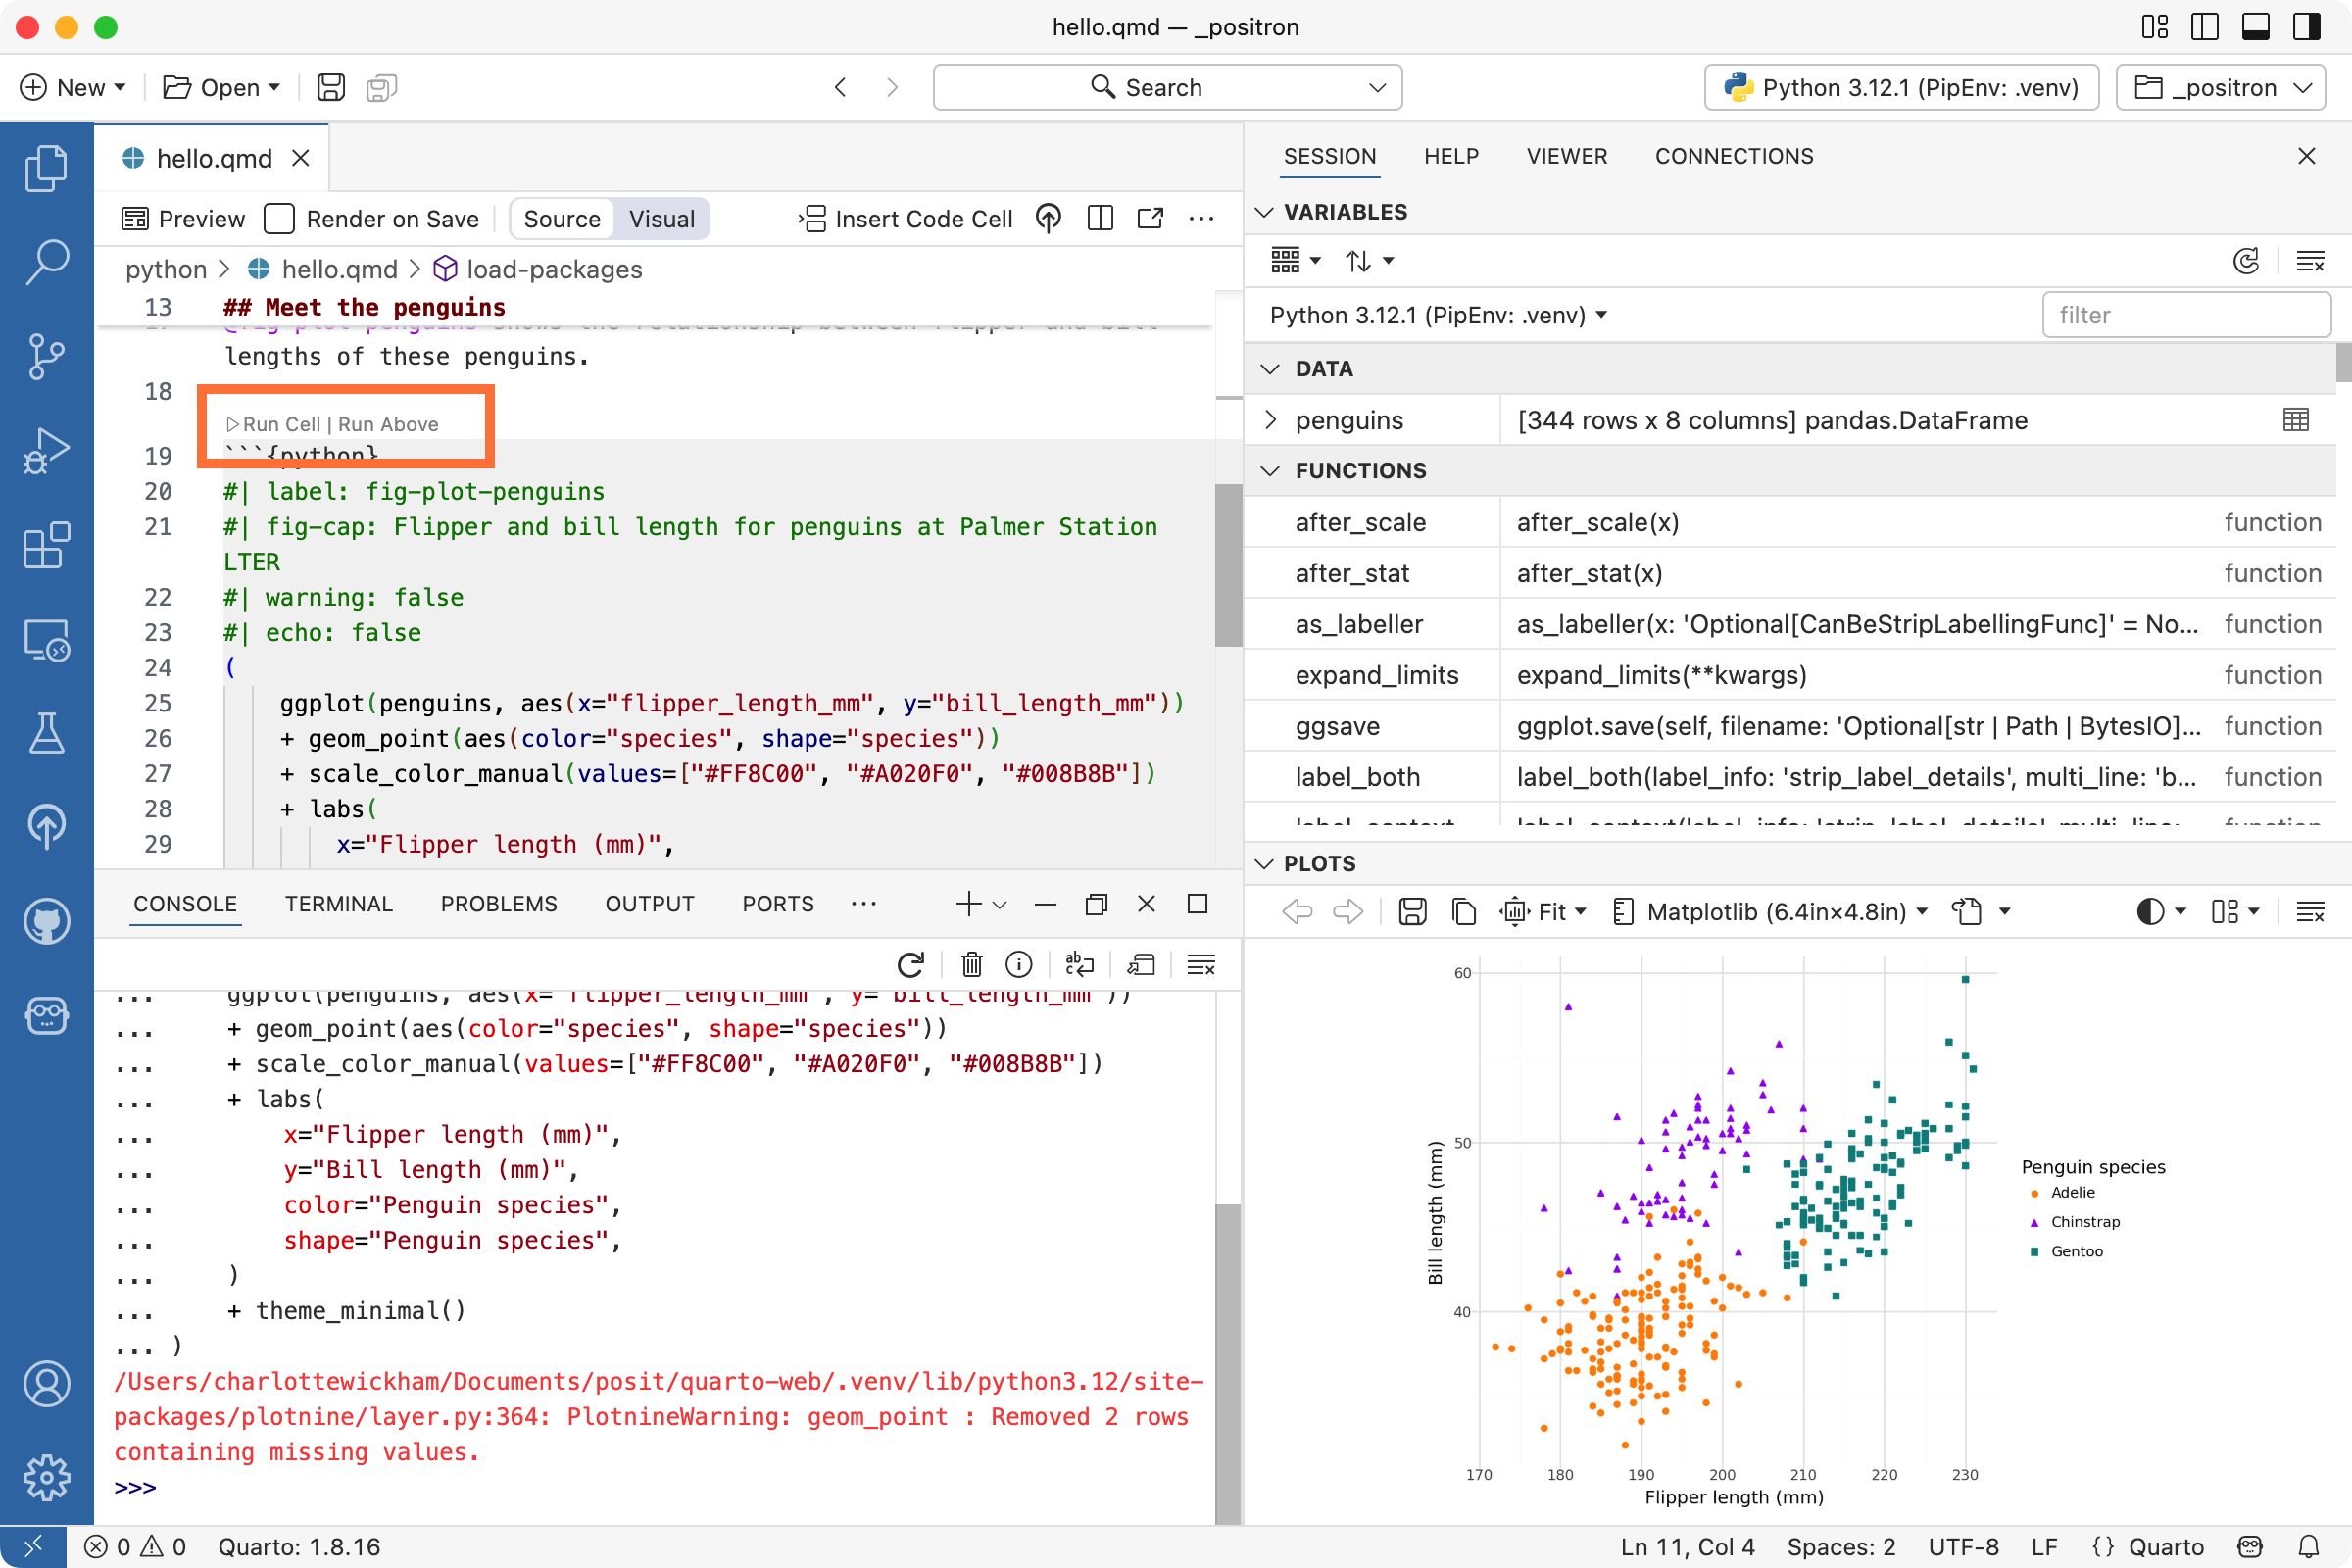 hello.qmd — _positron
New
Open
Search
Python 3.12.1 (PipEnv: .venv)
_positron
hello.qmd
Preview
Render on Save
Source
Visual
Insert Code Cell
python > hello.qmd > load-packages
13 ## Meet the penguins
lengths of these penguins.
18
Run Cell | Run Above
19 ```{python}
20 #| label: fig-plot-penguins
21 #| fig-cap: Flipper and bill length for penguins at Palmer Station
LTER
22 #| warning: false
23 #| echo: false
24 (
25 ggplot(penguins, aes(x="flipper_length_mm", y="bill_length_mm"))
26 + geom_point(aes(color="species", shape="species"))
27 + scale_color_manual(values=["#FF8C00", "#A020F0", "#008B8B"])
28 + labs(
29 x="Flipper length (mm)",
CONSOLE
TERMINAL
PROBLEMS
OUTPUT
PORTS
... ggplot(penguins, aes(x="flipper_length_mm", y="bill_length_mm"))
... + geom_point(aes(color="species", shape="species"))
... + scale_color_manual(values=["#FF8C00", "#A020F0", "#008B8B"])
... + labs(
... x="Flipper length (mm)",
... y="Bill length (mm)",
... color="Penguin species",
... shape="Penguin species",
... )
... + theme_minimal()
... )
/Users/charlottewickham/Documents/posit/quarto-web/.venv/lib/python3.12/site-
packages/plotnine/layer.py:364: PlotnineWarning: geom_point : Removed 2 rows
containing missing values.
>>>
SESSION
HELP
VIEWER
CONNECTIONS
VARIABLES
Python 3.12.1 (PipEnv: .venv)
filter
DATA
penguins [344 rows x 8 columns] pandas.DataFrame
FUNCTIONS
after_scale after_scale(x) function
after_stat after_stat(x) function
as_labeller as_labeller(x: 'Optional[CanBeStripLabellingFunc]' = No... function
expand_limits expand_limits(**kwargs) function
ggsave ggplot.save(self, filename: 'Optional[str | Path | BytesIO]... function
label_both label_both(label_info: 'strip_label_details', multi_line: 'b... function
PLOTS
Fit
Matplotlib (6.4in×4.8in)
60
50
40
Bill length (mm)
170 180 190 200 210 220 230
Flipper length (mm)
Penguin species
Adelie
Chinstrap
Gentoo
0 0 Quarto: 1.8.16
Ln 11, Col 4 Spaces: 2 UTF-8 LF {} Quarto